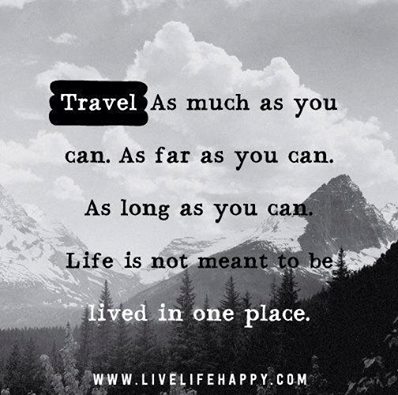 Travel As much as you
can. As far as you can.
As long as you can.
Life is not meant to be
lived in one place.
WWW.LIVELIFEHAPPY.COM